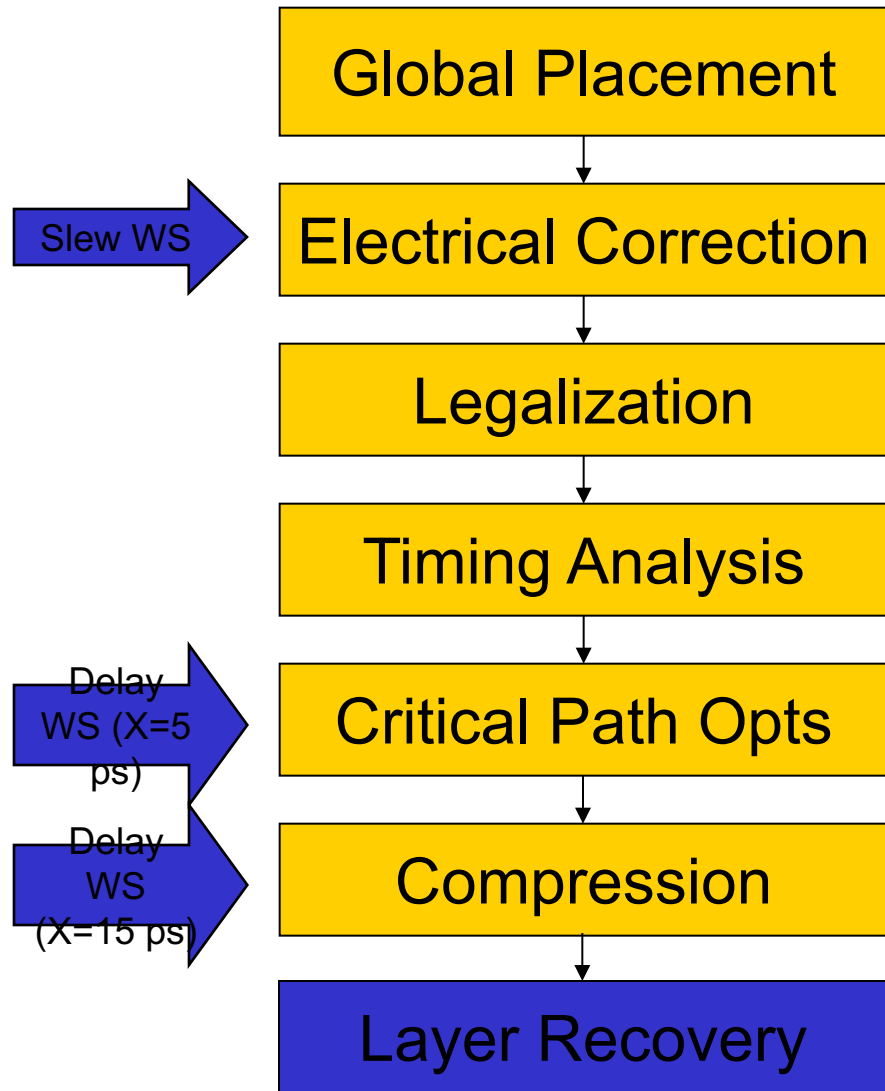 Global Placement
Slew WS
Electrical Correction
Legalization
Timing Analysis
Delay
WS (X=5
ps)
Critical Path Opts
Delay
WS
(X=15 ps)
Compression
Layer Recovery